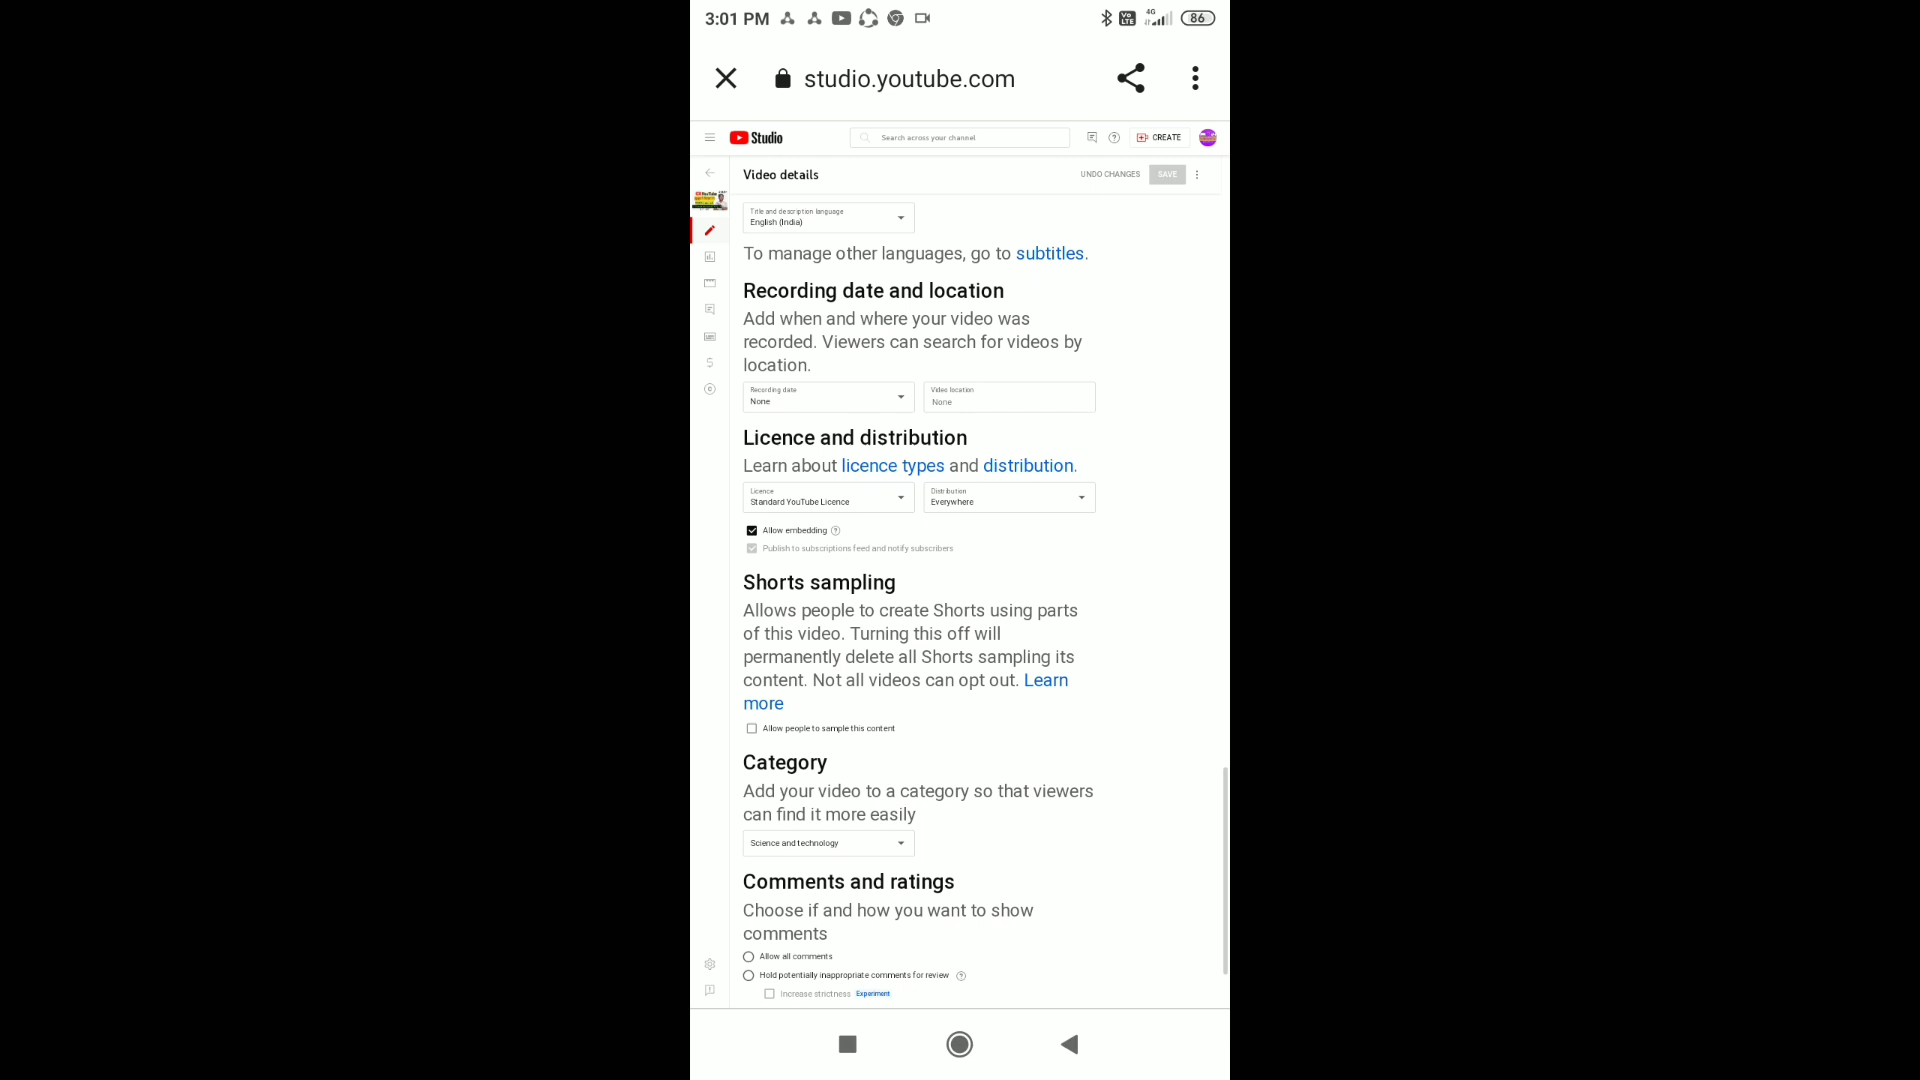 3:01 PM
Vo LTE
4G
86
studio.youtube.com
Studio
Search across your channel
CREATE
Video details
UNDO CHANGES
SAVE
Title and description language
English (India)
To manage other languages, go to subtitles.
Recording date and location
Add when and where your video was
recorded. Viewers can search for videos by
location.
Recording date
None
Video location
None
Licence and distribution
Learn about licence types and distribution.
Licence
Standard YouTube Licence
Distribution
Everywhere
Allow embedding
Publish to subscriptions feed and notify subscribers
Shorts sampling
Allows people to create Shorts using parts
of this video. Turning this off will
permanently delete all Shorts sampling its
content. Not all videos can opt out. Learn
more
Allow people to sample this content
Category
Add your video to a category so that viewers
can find it more easily
Science and technology
Comments and ratings
Choose if and how you want to show
comments
Allow all comments
Hold potentially inappropriate comments for review
Increase strictness Experiment